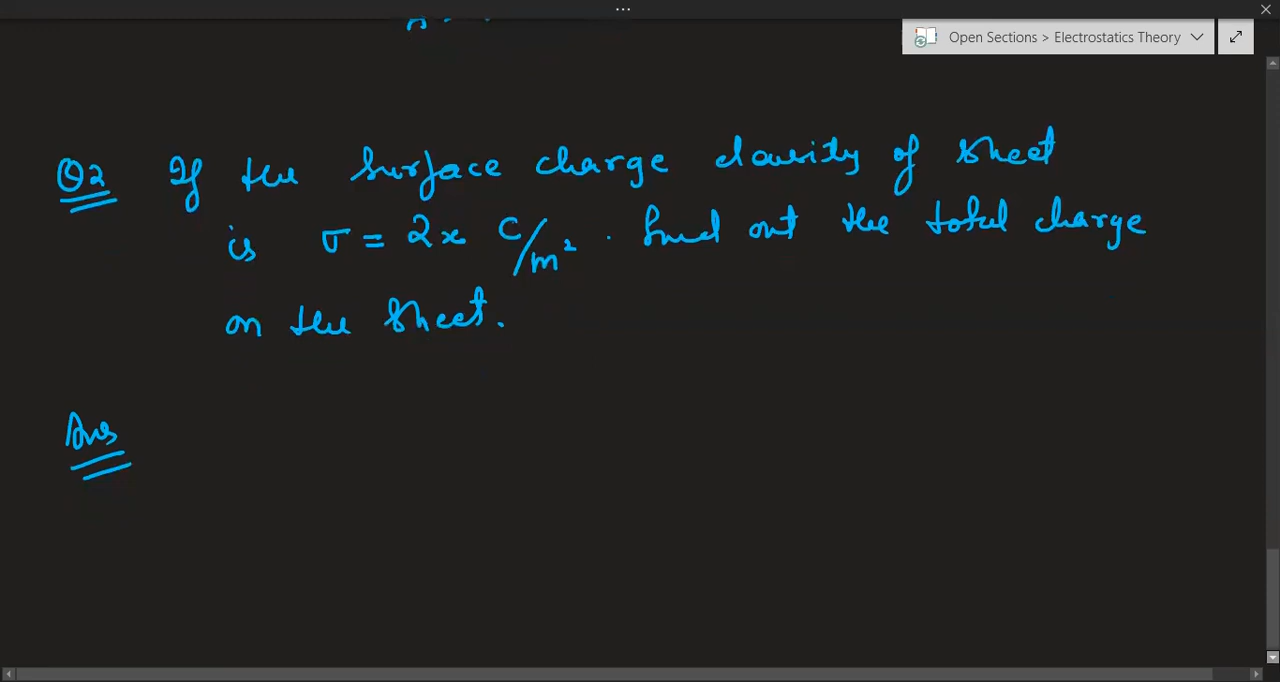 Open Sections > Electrostatics Theory
Q2 If the surface charge density of sheet
is σ = 2x C/m². find out the total charge
on the sheet.
Ans